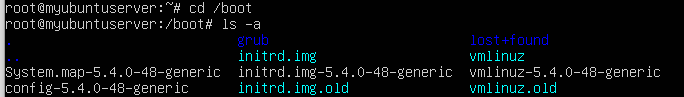 root@myubuntuserver:~# cd /boot
root@myubuntuserver:/boot# ls -a
. grub lost+found
.. initrd.img vmlinuz
System.map-5.4.0-48-generic initrd.img-5.4.0-48-generic vmlinuz-5.4.0-48-generic
config-5.4.0-48-generic initrd.img.old vmlinuz.old